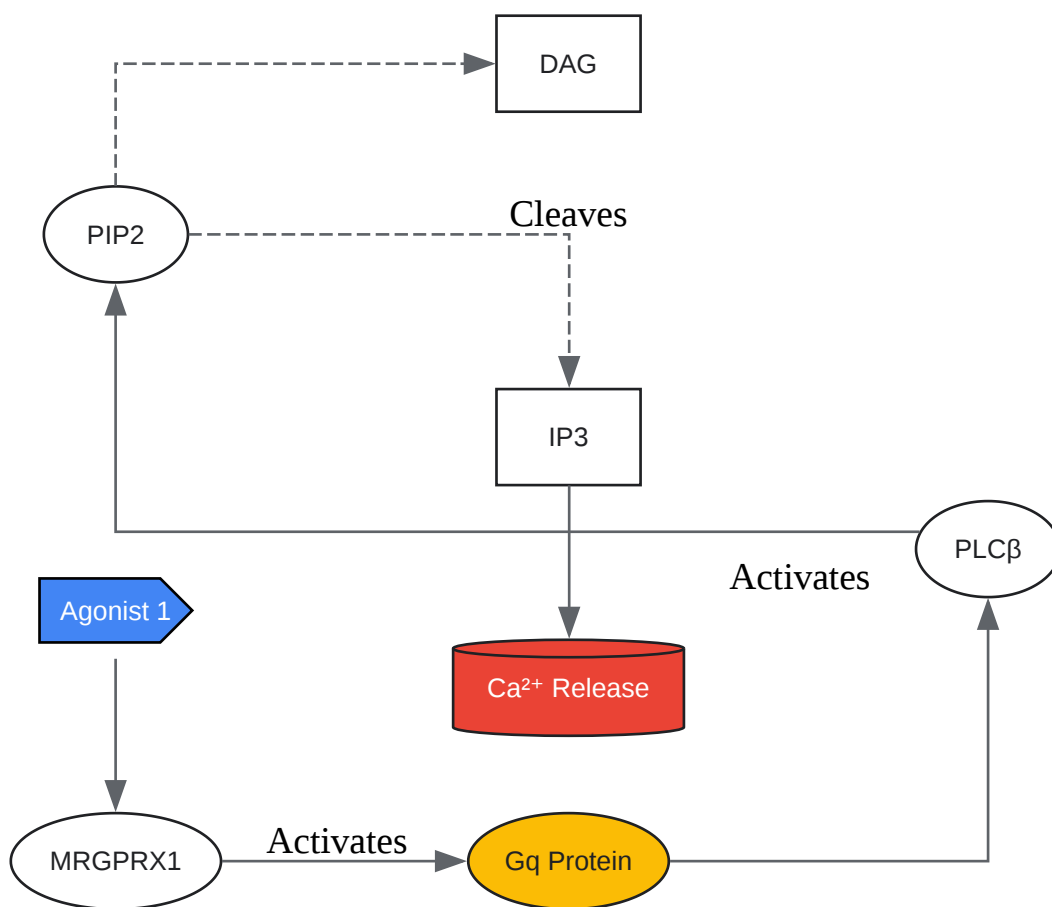 DAG
Cleaves
PIP2
IP3
PLCβ
Activates
Agonist 1
Ca²⁺ Release
Activates
MRGPRX1
Gq Protein